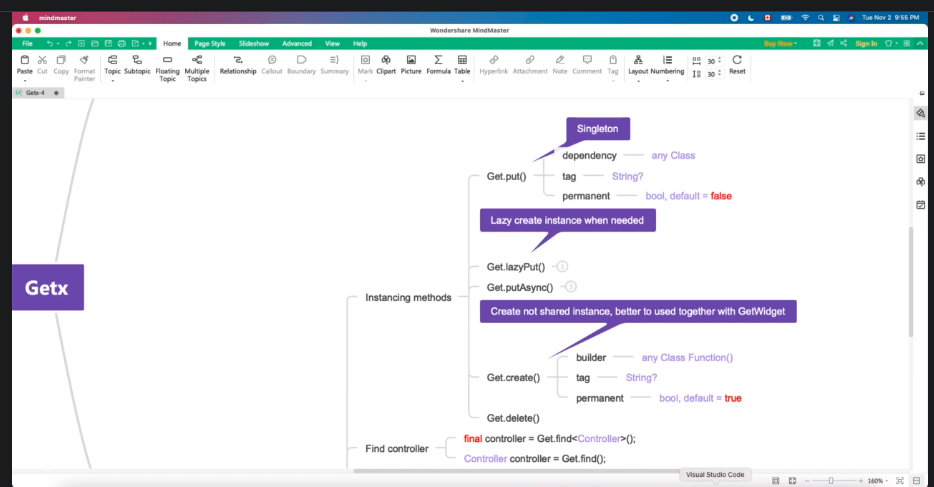 mindmaster
Tue Nov 2 9:55 PM
Wondershare MindMaster
File
Home Page Style Slideshow Advanced View Help
Buy Now
Sign In
Paste Cut Copy Format Painter Topic Subtopic Floating Topic Multiple Topics Relationship Callout Boundary Summary Mark Clipart Picture Formula Table Hyperlink Attachment Note Comment Tag Layout Numbering 30 30 Reset
Getx-4
Singleton
dependency any Class
Get.put() tag String?
permanent bool, default = false
Lazy create instance when needed
Get.lazyPut() 3
Get.putAsync() 3
Getx
Instancing methods
Create not shared instance, better to used together with GetWidget
builder any Class Function()
Get.create() tag String?
permanent bool, default = true
Get.delete()
final controller = Get.find<Controller>();
Find controller
Controller controller = Get.find();
Visual Studio Code
160%